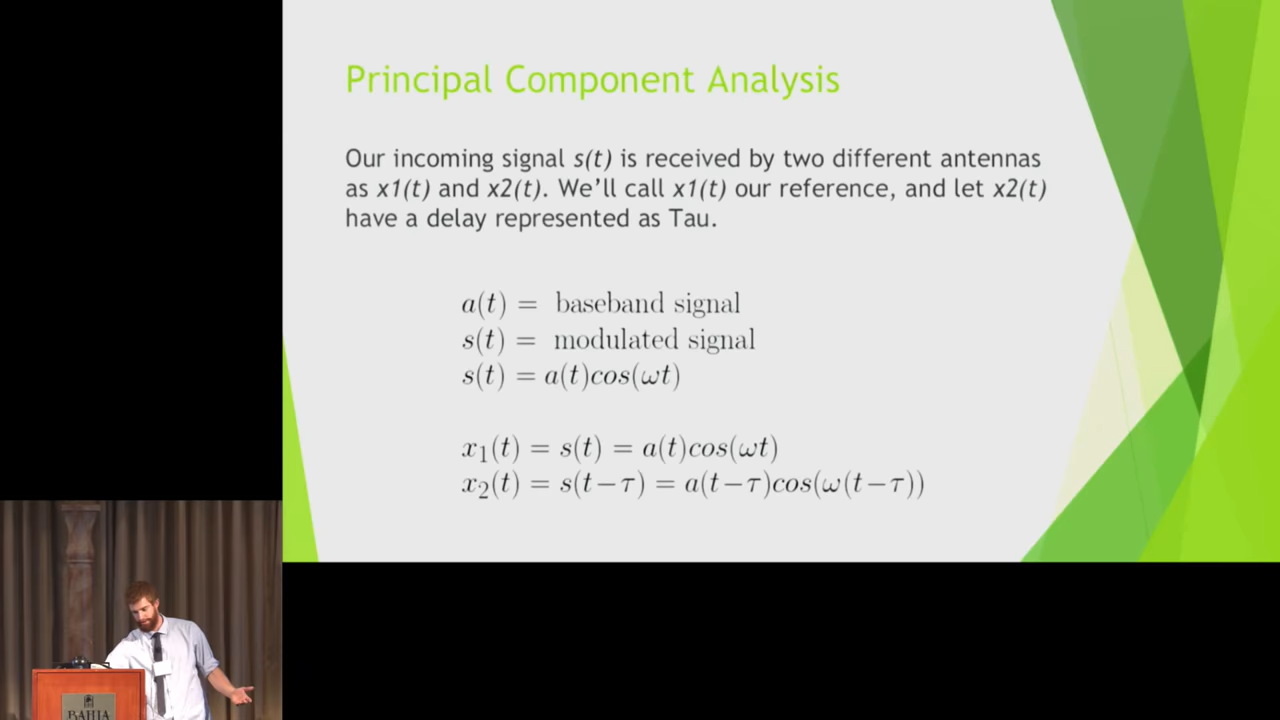 Principal Component Analysis
Our incoming signal s(t) is received by two different antennas
as x1(t) and x2(t). We’ll call x1(t) our reference, and let x2(t)
have a delay represented as Tau.
a(t) = baseband signal
s(t) = modulated signal
s(t) = a(t)cos(ωt)
x₁(t) = s(t) = a(t)cos(ωt)
x₂(t) = s(t−τ) = a(t−τ)cos(ω(t−τ))
BAHIA